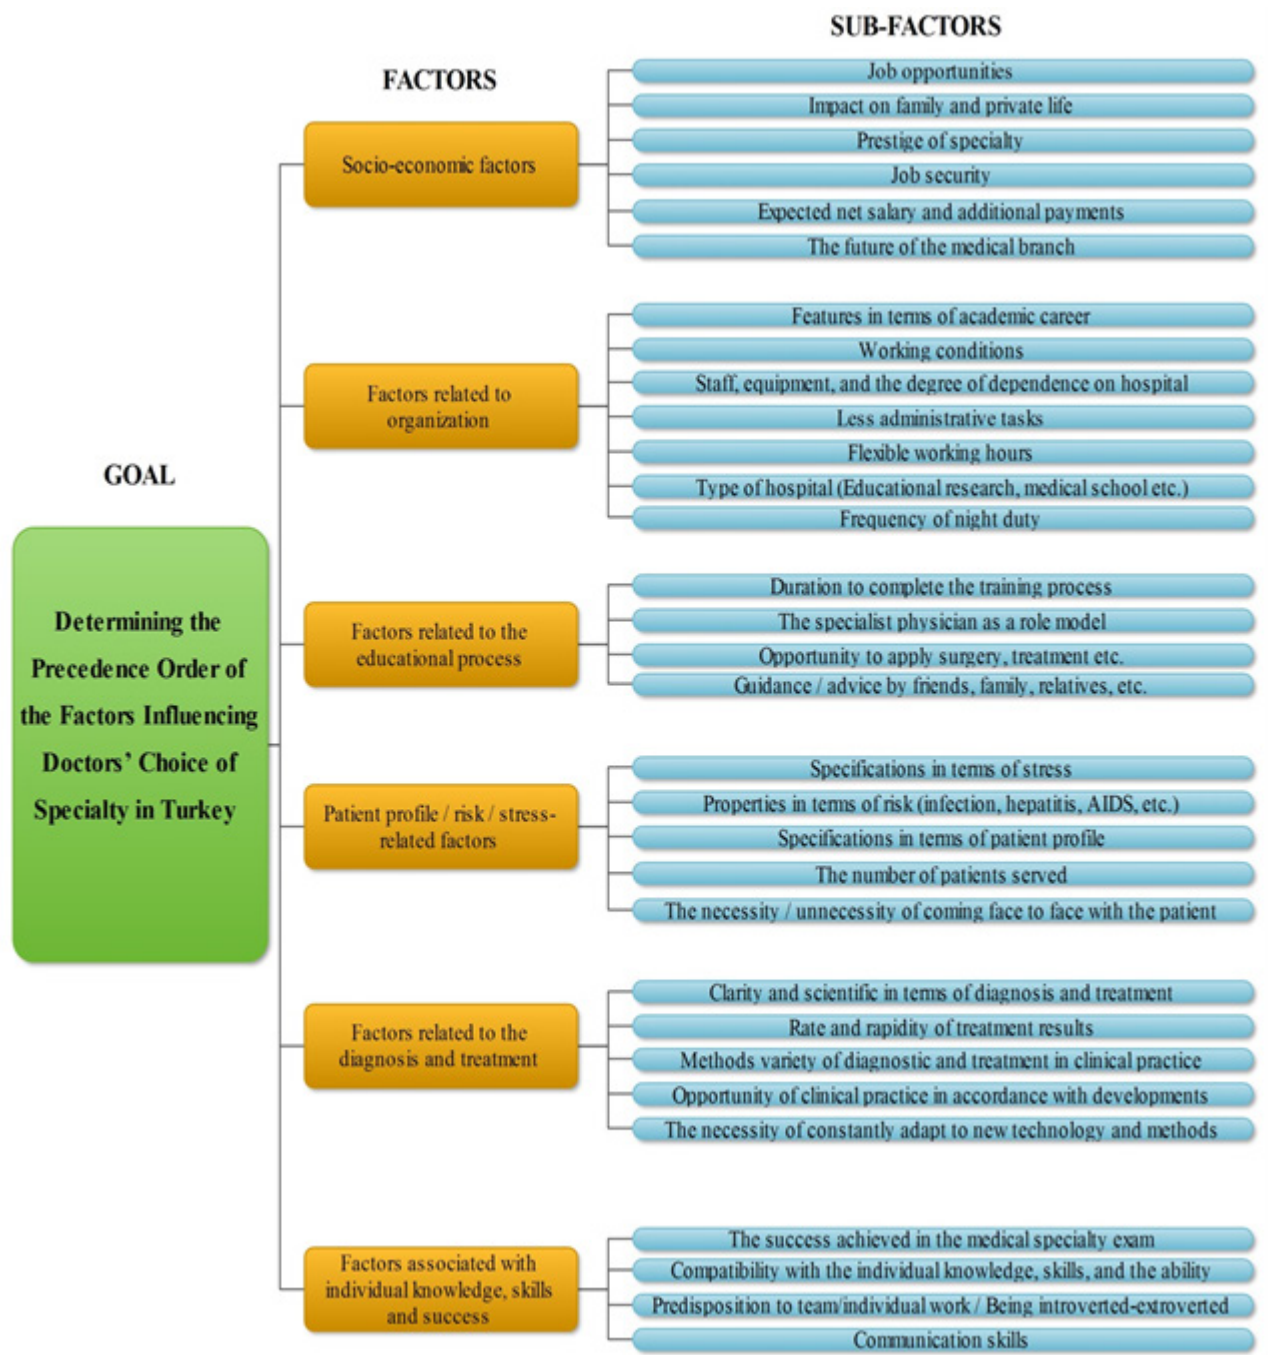 SUB-FACTORS
FACTORS
GOAL
Determining the
Precedence Order of
the Factors Influencing
Doctors’ Choice of
Specialty in Turkey
Socio-economic factors
Job opportunities
Impact on family and private life
Prestige of specialty
Job security
Expected net salary and additional payments
The future of the medical branch
Factors related to
organization
Features in terms of academic career
Working conditions
Staff, equipment, and the degree of dependence on hospital
Less administrative tasks
Flexible working hours
Type of hospital (Educational research, medical school etc.)
Frequency of night duty
Factors related to the
educational process
Duration to complete the training process
The specialist physician as a role model
Opportunity to apply surgery, treatment etc.
Guidance / advice by friends, family, relatives, etc.
Patient profile / risk / stress-
related factors
Specifications in terms of stress
Properties in terms of risk (infection, hepatitis, AIDS, etc.)
Specifications in terms of patient profile
The number of patients served
The necessity / unnecessity of coming face to face with the patient
Factors related to the
diagnosis and treatment
Clarity and scientific in terms of diagnosis and treatment
Rate and rapidity of treatment results
Methods variety of diagnostic and treatment in clinical practice
Opportunity of clinical practice in accordance with developments
The necessity of constantly adapt to new technology and methods
Factors associated with
individual knowledge, skills
and success
The success achieved in the medical specialty exam
Compatibility with the individual knowledge, skills, and the ability
Predisposition to team/individual work / Being introverted-extroverted
Communication skills